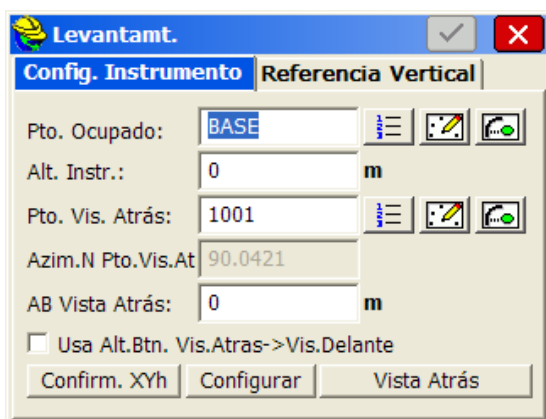 Levantamt.
Config. Instrumento Referencia Vertical
Pto. Ocupado: BASE
Alt. Instr.: 0 m
Pto. Vis. Atrás: 1001
Azim.N Pto.Vis.At 90.0421
AB Vista Atrás: 0 m
Usa Alt.Btn. Vis.Atras->Vis.Delante
Confirm. XYh Configurar Vista Atrás